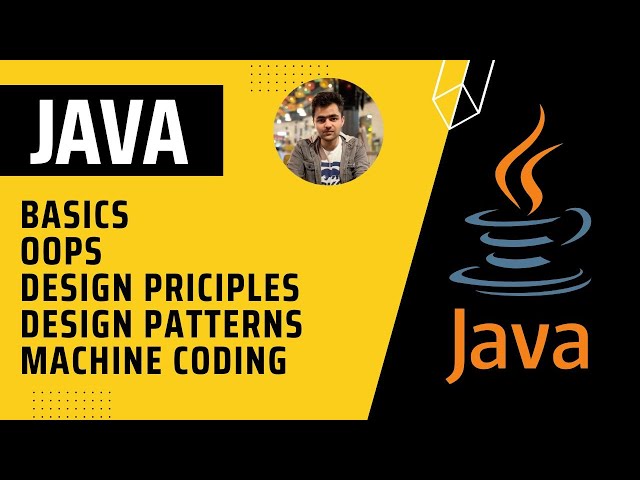 JAVA
BASICS
OOPS
DESIGN PRICIPLES
DESIGN PATTERNS
MACHINE CODING
Java